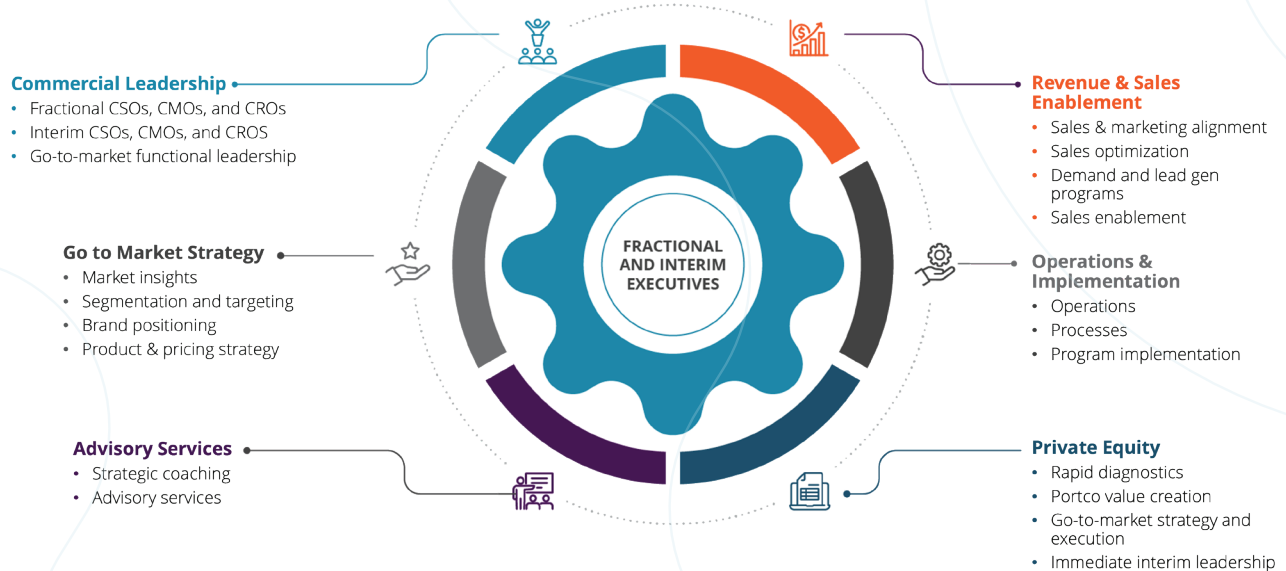 Commercial Leadership
• Fractional CSOs, CMOs, and CROs
• Interim CSOs, CMOs, and CROS
• Go-to-market functional leadership
Go to Market Strategy
• Market insights
• Segmentation and targeting
• Brand positioning
• Product & pricing strategy
Advisory Services
• Strategic coaching
• Advisory services
FRACTIONAL
AND INTERIM
EXECUTIVES
Revenue & Sales
Enablement
• Sales & marketing alignment
• Sales optimization
• Demand and lead gen
programs
• Sales enablement
Operations &
Implementation
• Operations
• Processes
• Program implementation
Private Equity
• Rapid diagnostics
• Portco value creation
• Go-to-market strategy and
execution
• Immediate interim leadership